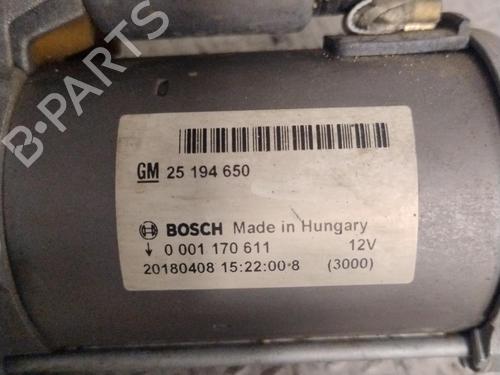 GM 25 194 650
BOSCH Made in Hungary
0 001 170 611 12V
20180408 15:22:00-8 (3000)
B-PARTS